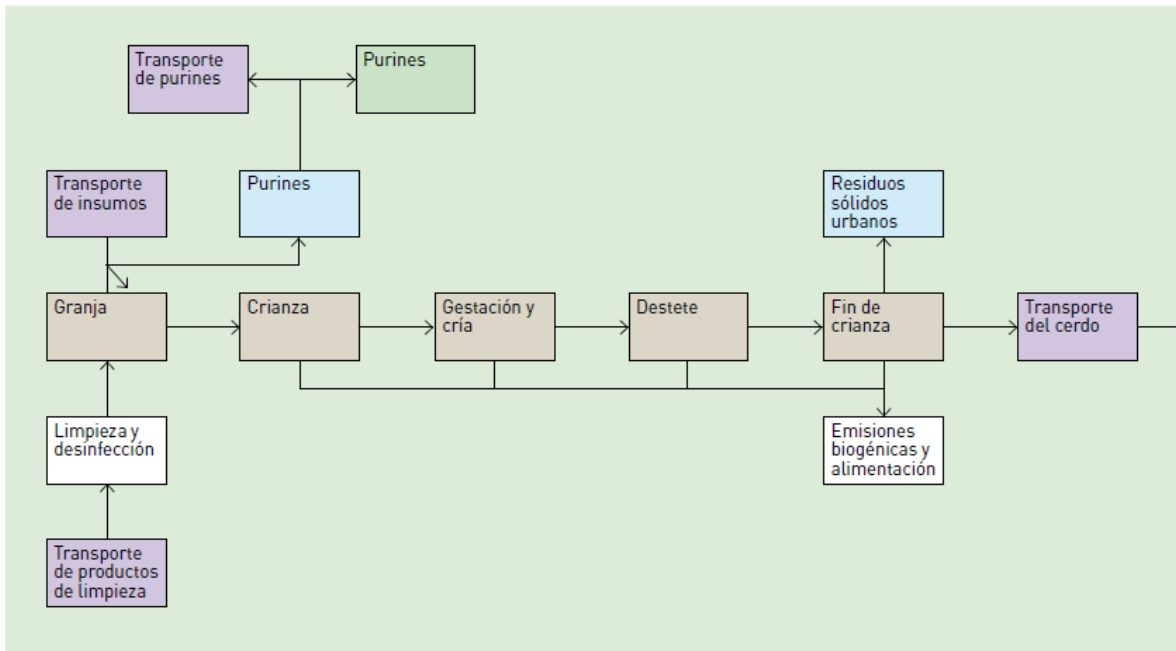 Transporte
de purines
Purines
Transporte
de insumos
Purines
Residuos
sólidos
urbanos
Granja
Crianza
Gestación y
cría
Destete
Fin de
crianza
Transporte
del cerdo
Limpieza y
desinfección
Emisiones
biogénicas y
alimentación
Transporte
de productos
de limpieza